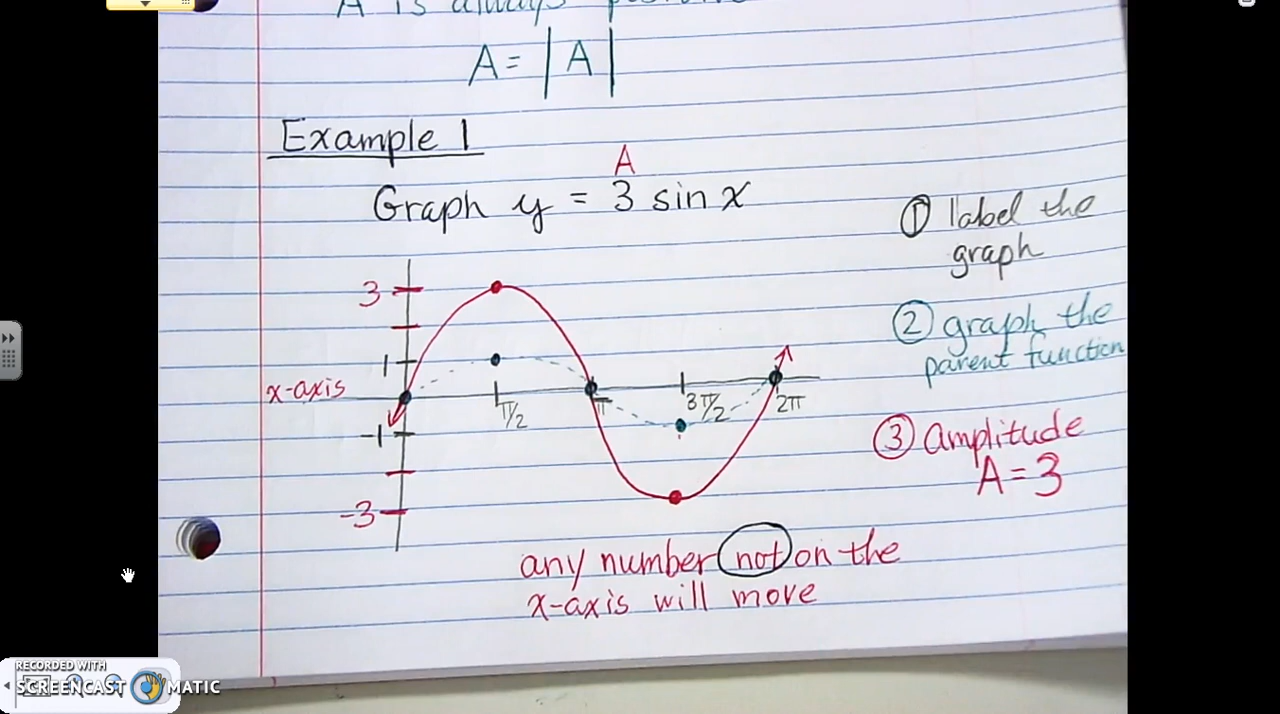 A is always
A = |A|
Example 1
A
Graph y = 3 sin x
① label the
graph
② graph the
parent function
③ amplitude
A = 3
3
1
x-axis
-1
-3
π/2
π
3π/2
2π
any number not on the
x-axis will move
RECORDED WITH
SCREENCAST MATIC